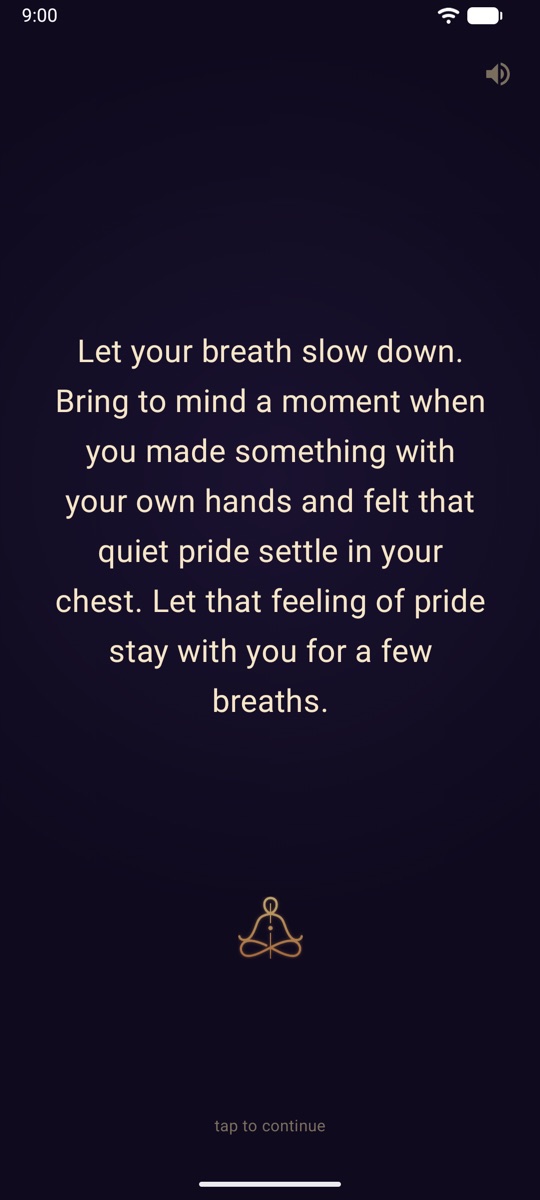 9:00
Let your breath slow down.
Bring to mind a moment when
you made something with
your own hands and felt that
quiet pride settle in your
chest. Let that feeling of pride
stay with you for a few
breaths.
tap to continue